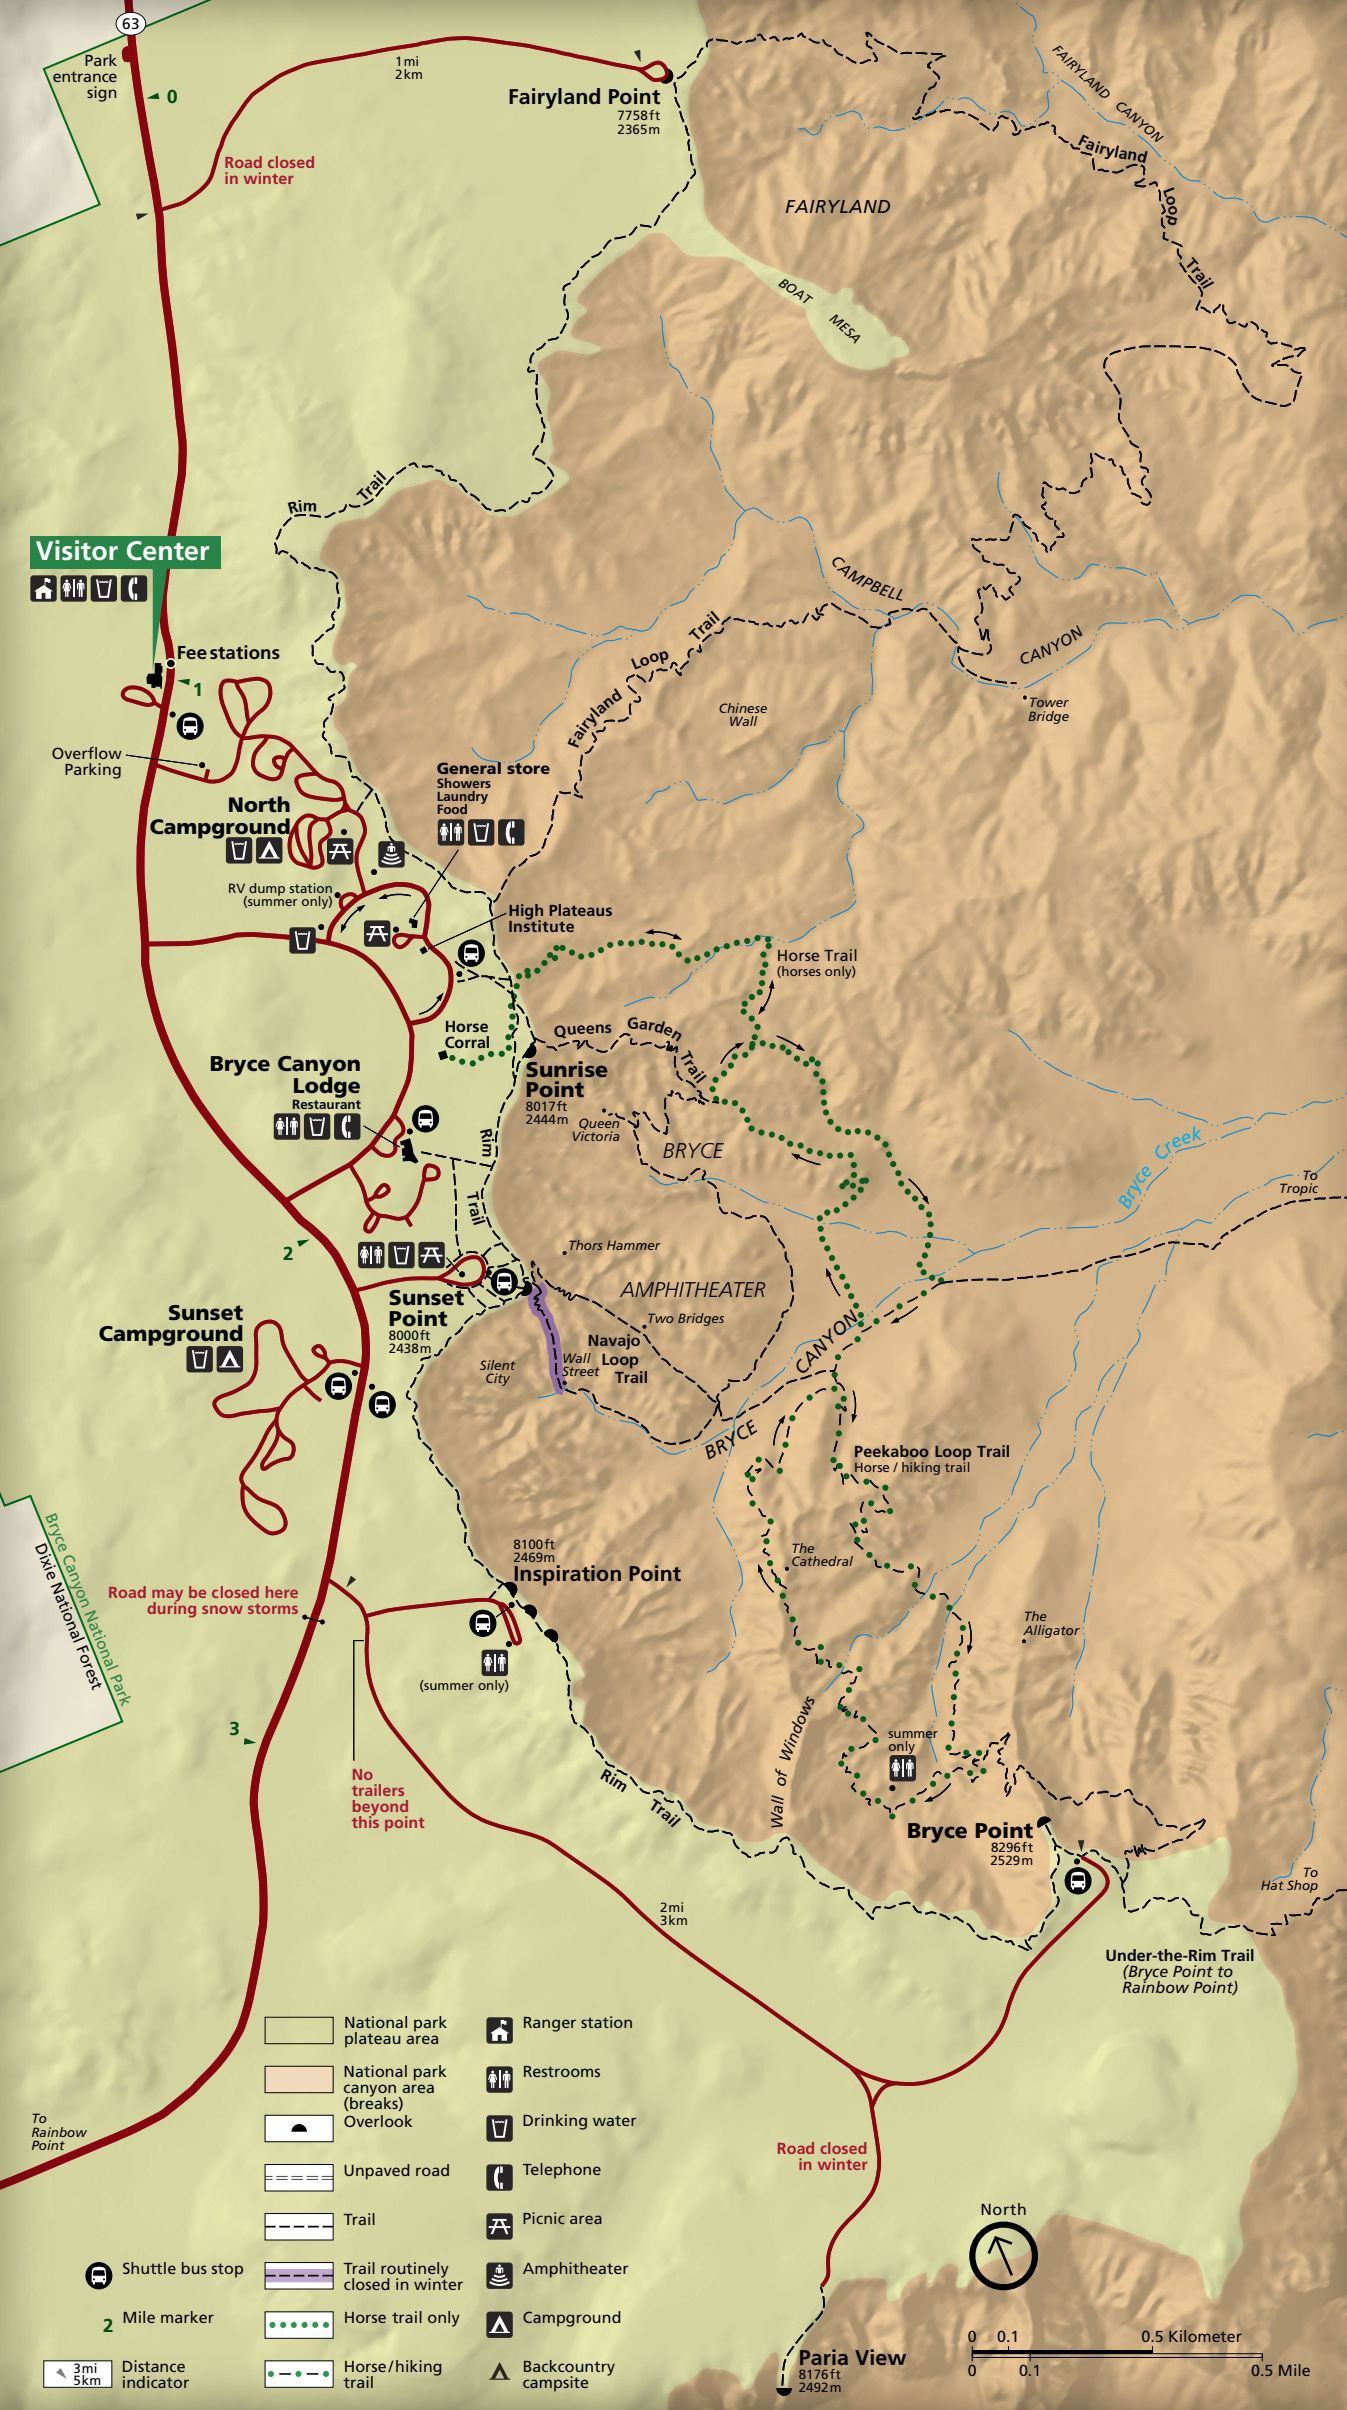 63
Park
entrance
sign
0
1mi
2km
Fairyland Point
7758ft
2365m
Road closed
in winter
FAIRYLAND CANYON
Fairyland Loop Trail
FAIRYLAND
BOAT MESA
Rim Trail
Visitor Center
Fee stations
1
Overflow
Parking
North
Campground
General store
Showers
Laundry
Food
RV dump station
(summer only)
High Plateaus
Institute
CAMPBELL CANYON
Fairyland Loop Trail
Chinese
Wall
Tower
Bridge
Horse Trail
(horses only)
Horse
Corral
Queens Garden Trail
Bryce Canyon
Lodge
Restaurant
Sunrise
Point
8017ft
2444m
Queen
Victoria
BRYCE
AMPHITHEATER
Rim Trail
Bryce Creek
To
Tropic
2
Thors Hammer
Two Bridges
Sunset
Point
8000ft
2438m
Sunset
Campground
Silent
City
Wall
Street
Navajo
Loop
Trail
BRYCE CANYON
Peekaboo Loop Trail
Horse / hiking trail
The
Cathedral
The
Alligator
8100ft
2469m
Inspiration Point
(summer only)
Bryce Canyon National Park
Dixie National Forest
Road may be closed here
during snow storms
3
No
trailers
beyond
this point
Rim Trail
Wall of Windows
summer
only
Bryce Point
8296ft
2529m
To
Hat Shop
2mi
3km
Under-the-Rim Trail
(Bryce Point to
Rainbow Point)
To
Rainbow
Point
Road closed
in winter
Paria View
8176ft
2492m
National park
plateau area
National park
canyon area
(breaks)
Overlook
Unpaved road
Trail
Trail routinely
closed in winter
Horse trail only
Horse/hiking
trail
Ranger station
Restrooms
Drinking water
Telephone
Picnic area
Amphitheater
Campground
Backcountry
campsite
Shuttle bus stop
2
Mile marker
3mi
5km
Distance
indicator
North
0 0.1 0.5 Kilometer
0 0.1 0.5 Mile